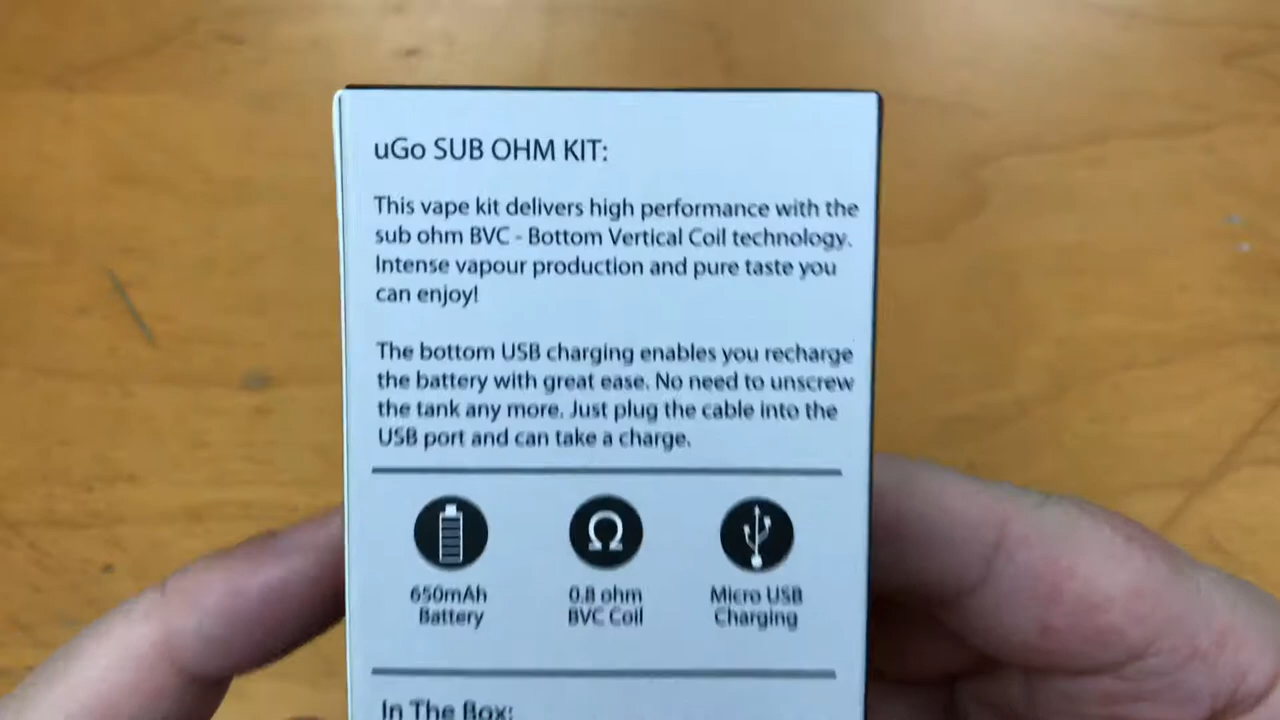 uGo SUB OHM KIT:
This vape kit delivers high performance with the
sub ohm BVC - Bottom Vertical Coil technology.
Intense vapour production and pure taste you
can enjoy!
The bottom USB charging enables you recharge
the battery with great ease. No need to unscrew
the tank any more. Just plug the cable into the
USB port and can take a charge.
650mAh
Battery
0.8 ohm
BVC Coil
Micro USB
Charging
In The Box: